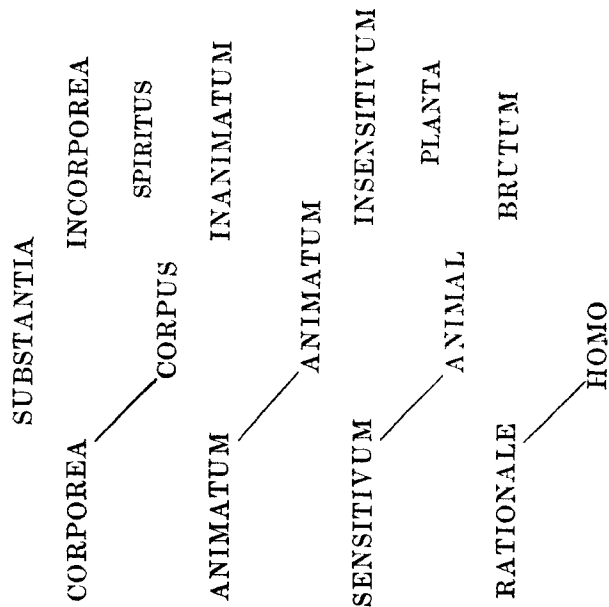 SUBSTANTIA
CORPOREA INCORPOREA
SPIRITUS
CORPUS
ANIMATUM INANIMATUM
ANIMATUM
SENSITIVUM INSENSITIVUM
PLANTA
ANIMAL
RATIONALE BRUTUM
HOMO